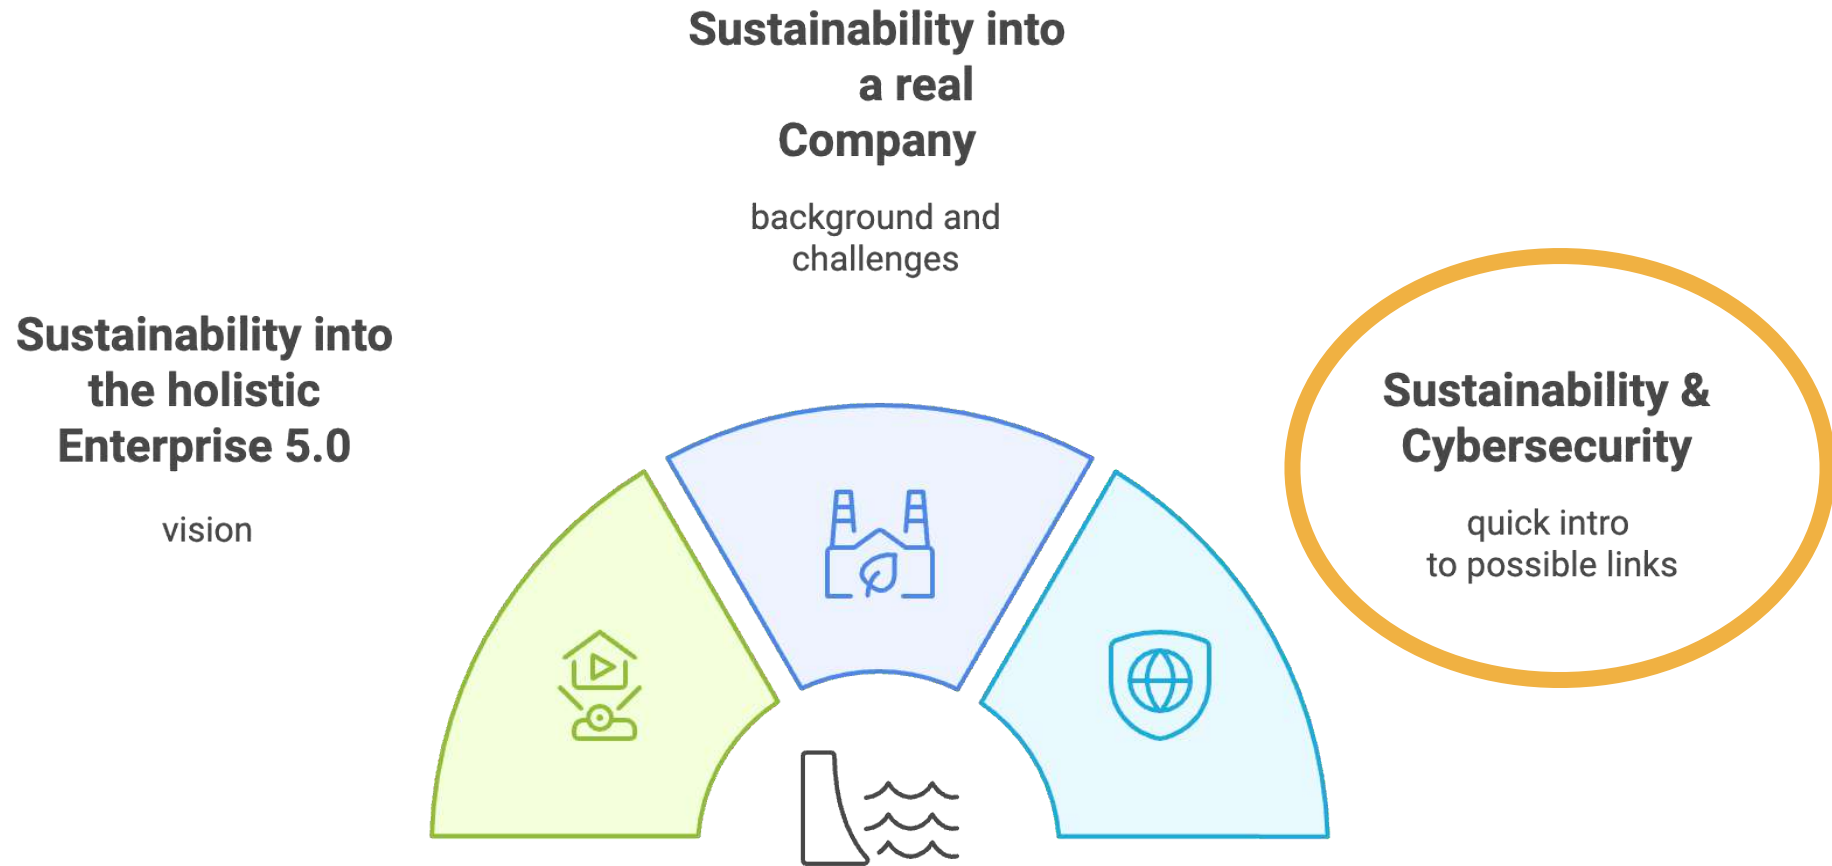 Sustainability into
the holistic
Enterprise 5.0
vision
Sustainability into
a real
Company
background and
challenges
Sustainability &
Cybersecurity
quick intro
to possible links